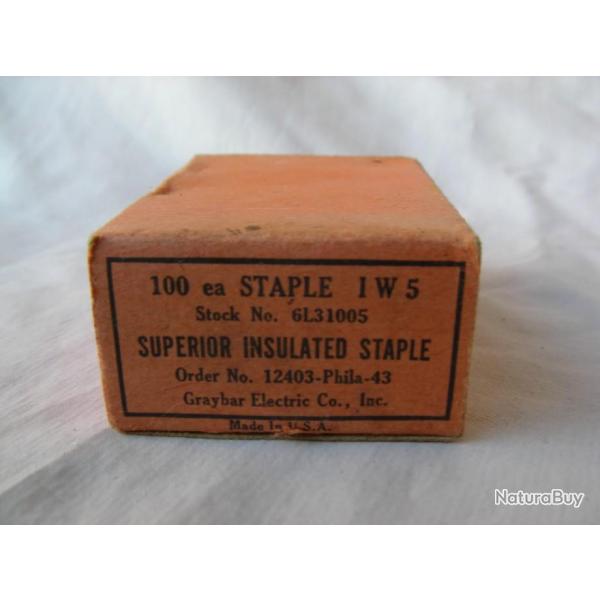 100 ea STAPLE I W 5
Stock No. 6L31005
SUPERIOR INSULATED STAPLE
Order No. 12403-Phila-43
Graybar Electric Co., Inc.
Made In U.S.A.
NaturaBuy